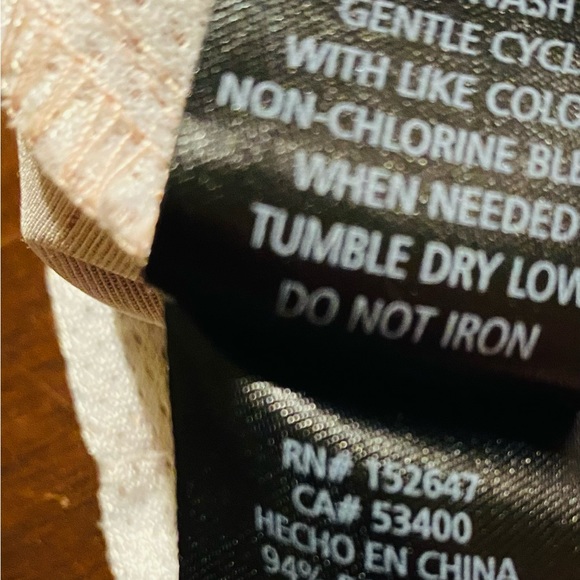 WASH
GENTLE CYCL
WITH LIKE COLO
NON-CHLORINE BLE
WHEN NEEDED
TUMBLE DRY LOW
DO NOT IRON
RN# 152647
CA# 53400
HECHO EN CHINA
94%